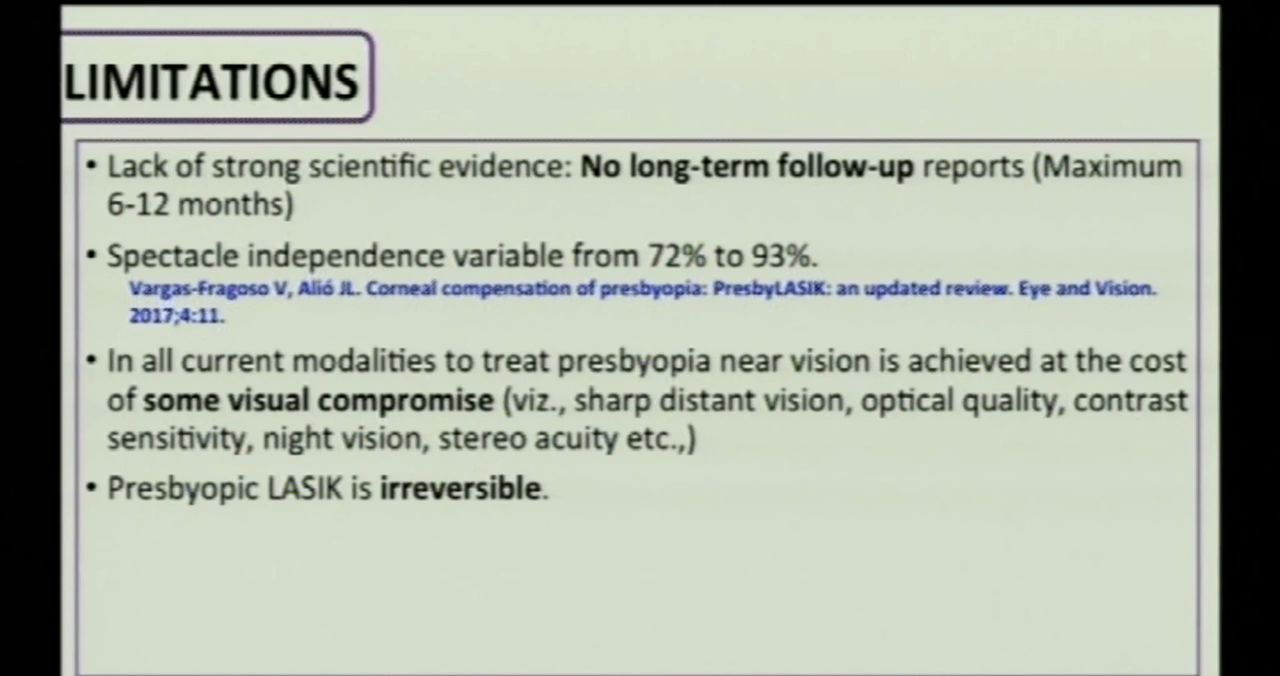 LIMITATIONS
• Lack of strong scientific evidence: No long-term follow-up reports (Maximum
6-12 months)
• Spectacle independence variable from 72% to 93%.
Vargas-Fragoso V, Alió JL. Corneal compensation of presbyopia: PresbyLASIK: an updated review. Eye and Vision.
2017;4:11.
• In all current modalities to treat presbyopia near vision is achieved at the cost
of some visual compromise (viz., sharp distant vision, optical quality, contrast
sensitivity, night vision, stereo acuity etc.,)
• Presbyopic LASIK is irreversible.